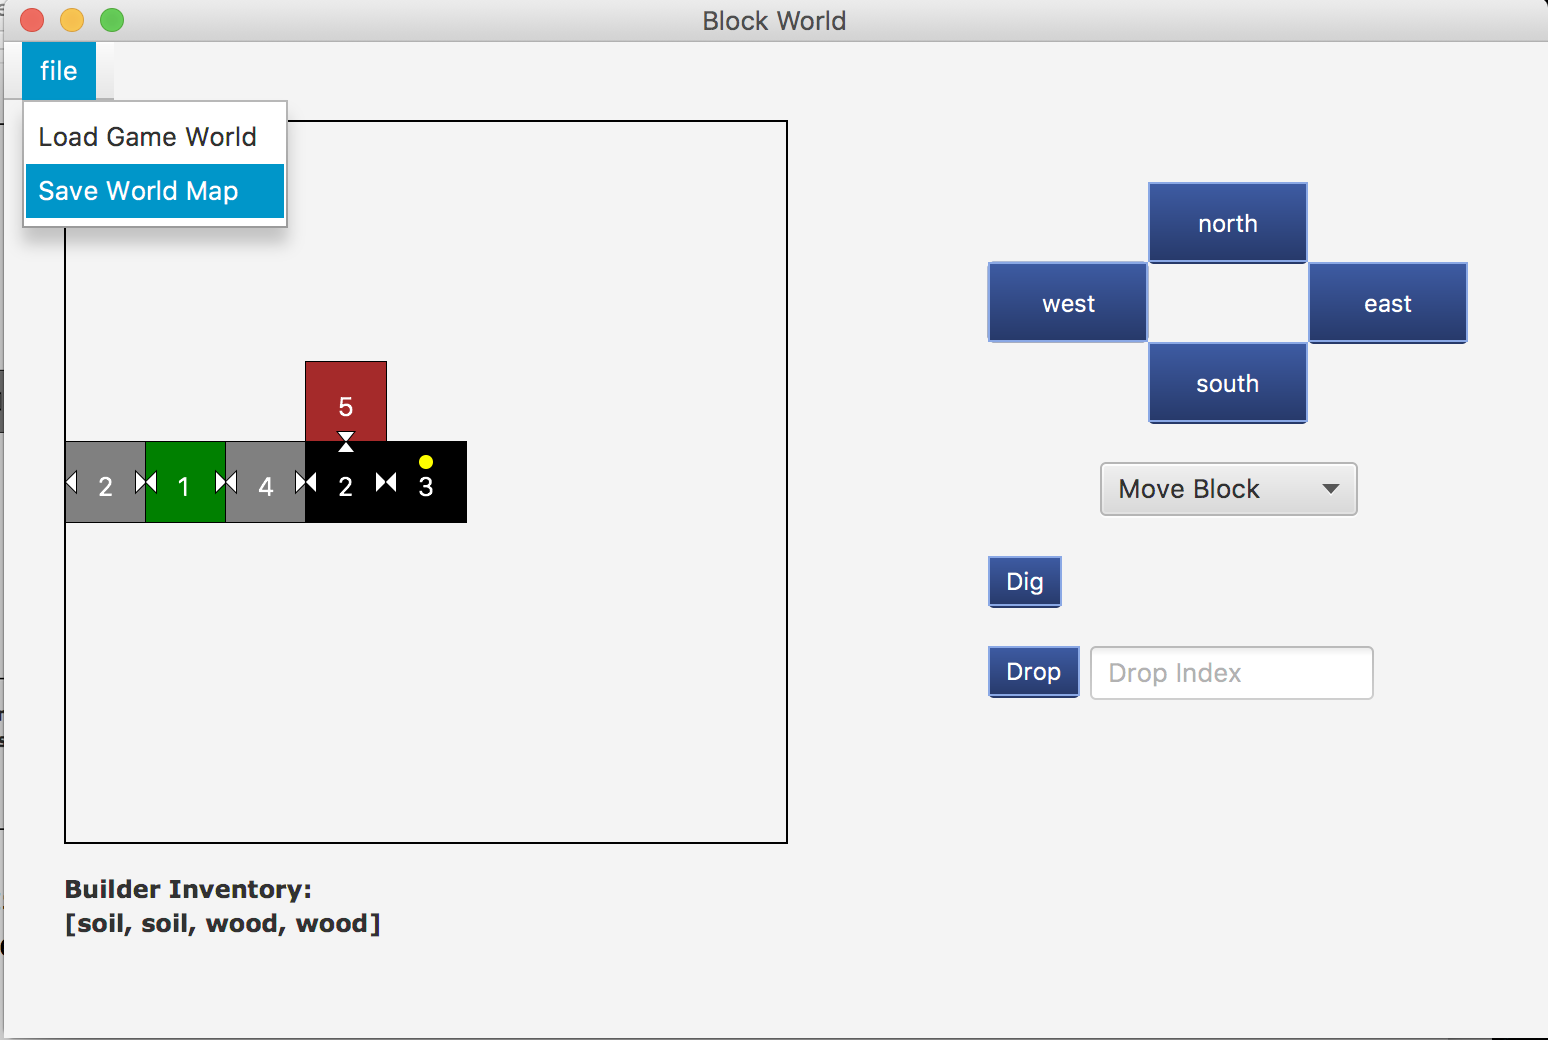 Block World
file
Load Game World
Save World Map
north
west
east
south
5
2 1 4 2 3
Move Block
Dig
Drop Drop Index
Builder Inventory:
[soil, soil, wood, wood]